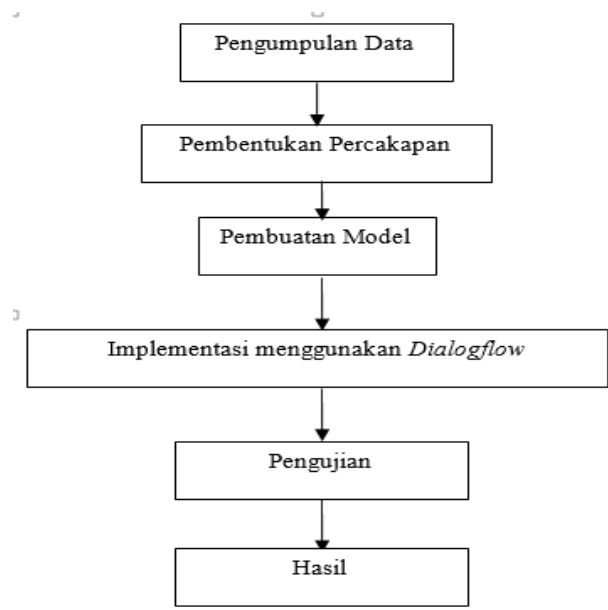 Pengumpulan Data
Pembentukan Percakapan
Pembuatan Model
Implementasi menggunakan Dialogflow
Pengujian
Hasil